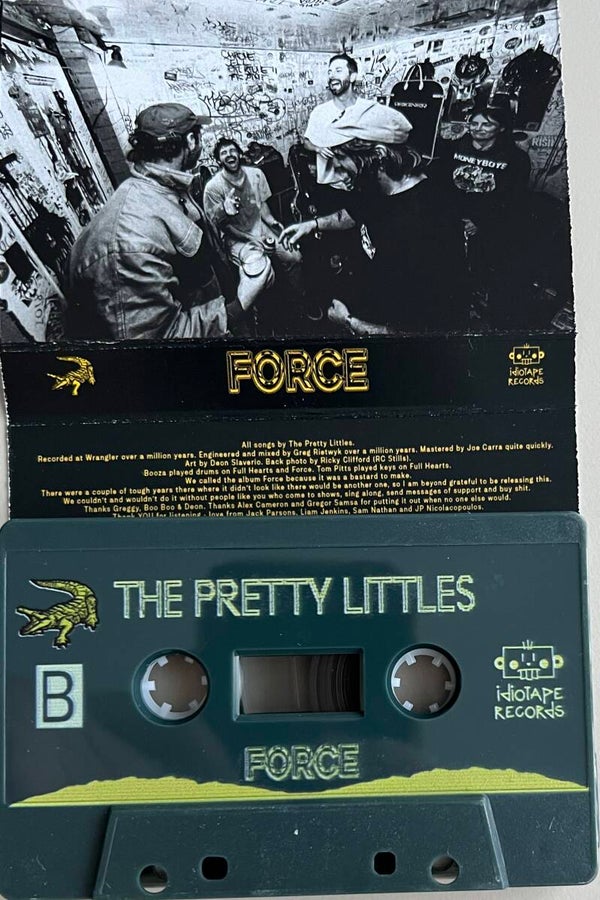 MONEYBOYS
FORCE
idioTAPE
RECORDS
All songs by The Pretty Littles.
Recorded at Wrangler over a million years. Engineered and mixed by Greg Rietwyk over a million years. Mastered by Joe Carra quite quickly.
Art by Deon Slaverio. Back photo by Ricky Clifford (RC Stills).
Booza played drums on Full Hearts and Force. Tom Pitts played keys on Full Hearts.
We called the album Force because it was a bastard to make.
There were a couple of tough years there where it didn't look like there would be another one, so I am beyond grateful to be releasing this.
We couldn't and wouldn't do it without people like you who come to shows, sing along, send messages of support and buy shit.
Thanks Greggy, Boo Boo & Deon. Thanks Alex Cameron and Gregor Samsa for putting it out when no one else would.
Thank YOU for listening - love from Jack Parsons, Liam Jenkins, Sam Nathan and JP Nicolacopulos.
THE PRETTY LITTLES
B
idioTAPE
RECORDS
FORCE